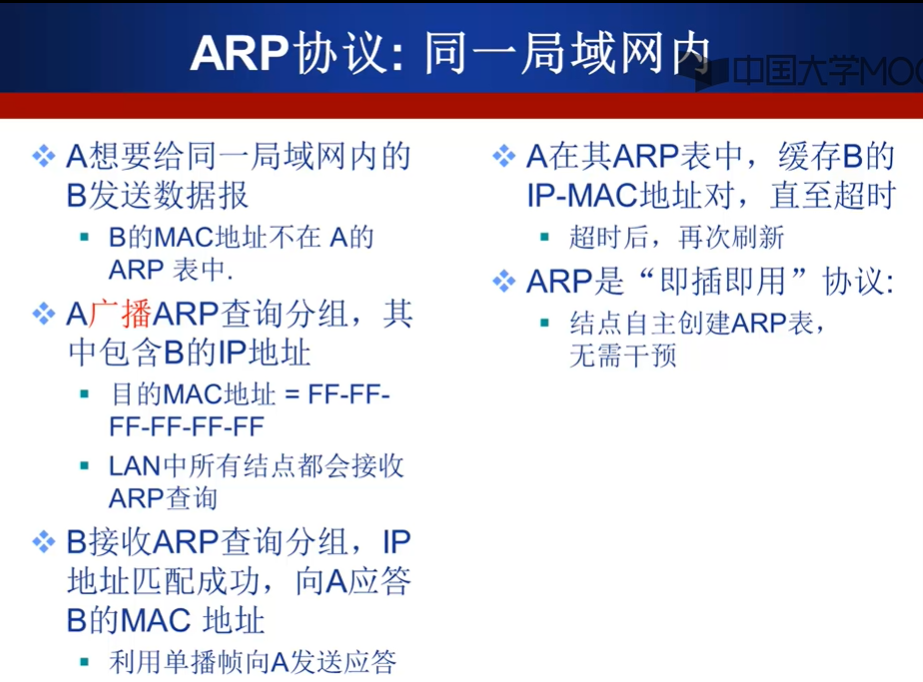 ARP协议: 同一局域网内
中国大学MOO
A想要给同一局域网内的
B发送数据报
B的MAC地址不在 A的
ARP 表中.
A广播ARP查询分组，其
中包含B的IP地址
目的MAC地址 = FF-FF-
FF-FF-FF-FF
LAN中所有结点都会接收
ARP查询
B接收ARP查询分组，IP
地址匹配成功，向A应答
B的MAC 地址
利用单播帧向A发送应答
A在其ARP表中，缓存B的
IP-MAC地址对，直至超时
超时后，再次刷新
ARP是“即插即用”协议:
结点自主创建ARP表，
无需干预